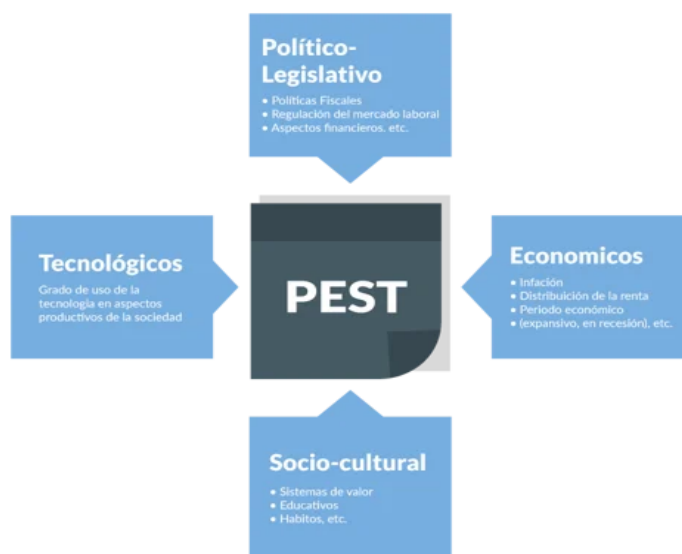 Político-
Legislativo
• Políticas Fiscales
• Regulación del mercado laboral
• Aspectos financieros. etc.
Tecnológicos
Grado de uso de la
tecnologia en aspectos
productivos de la sociedad
PEST
Economicos
• Infación
• Distribuición de la renta
• Periodo económico
• (expansivo, en recesión), etc.
Socio-cultural
• Sistemas de valor
• Educativos
• Habitos, etc.